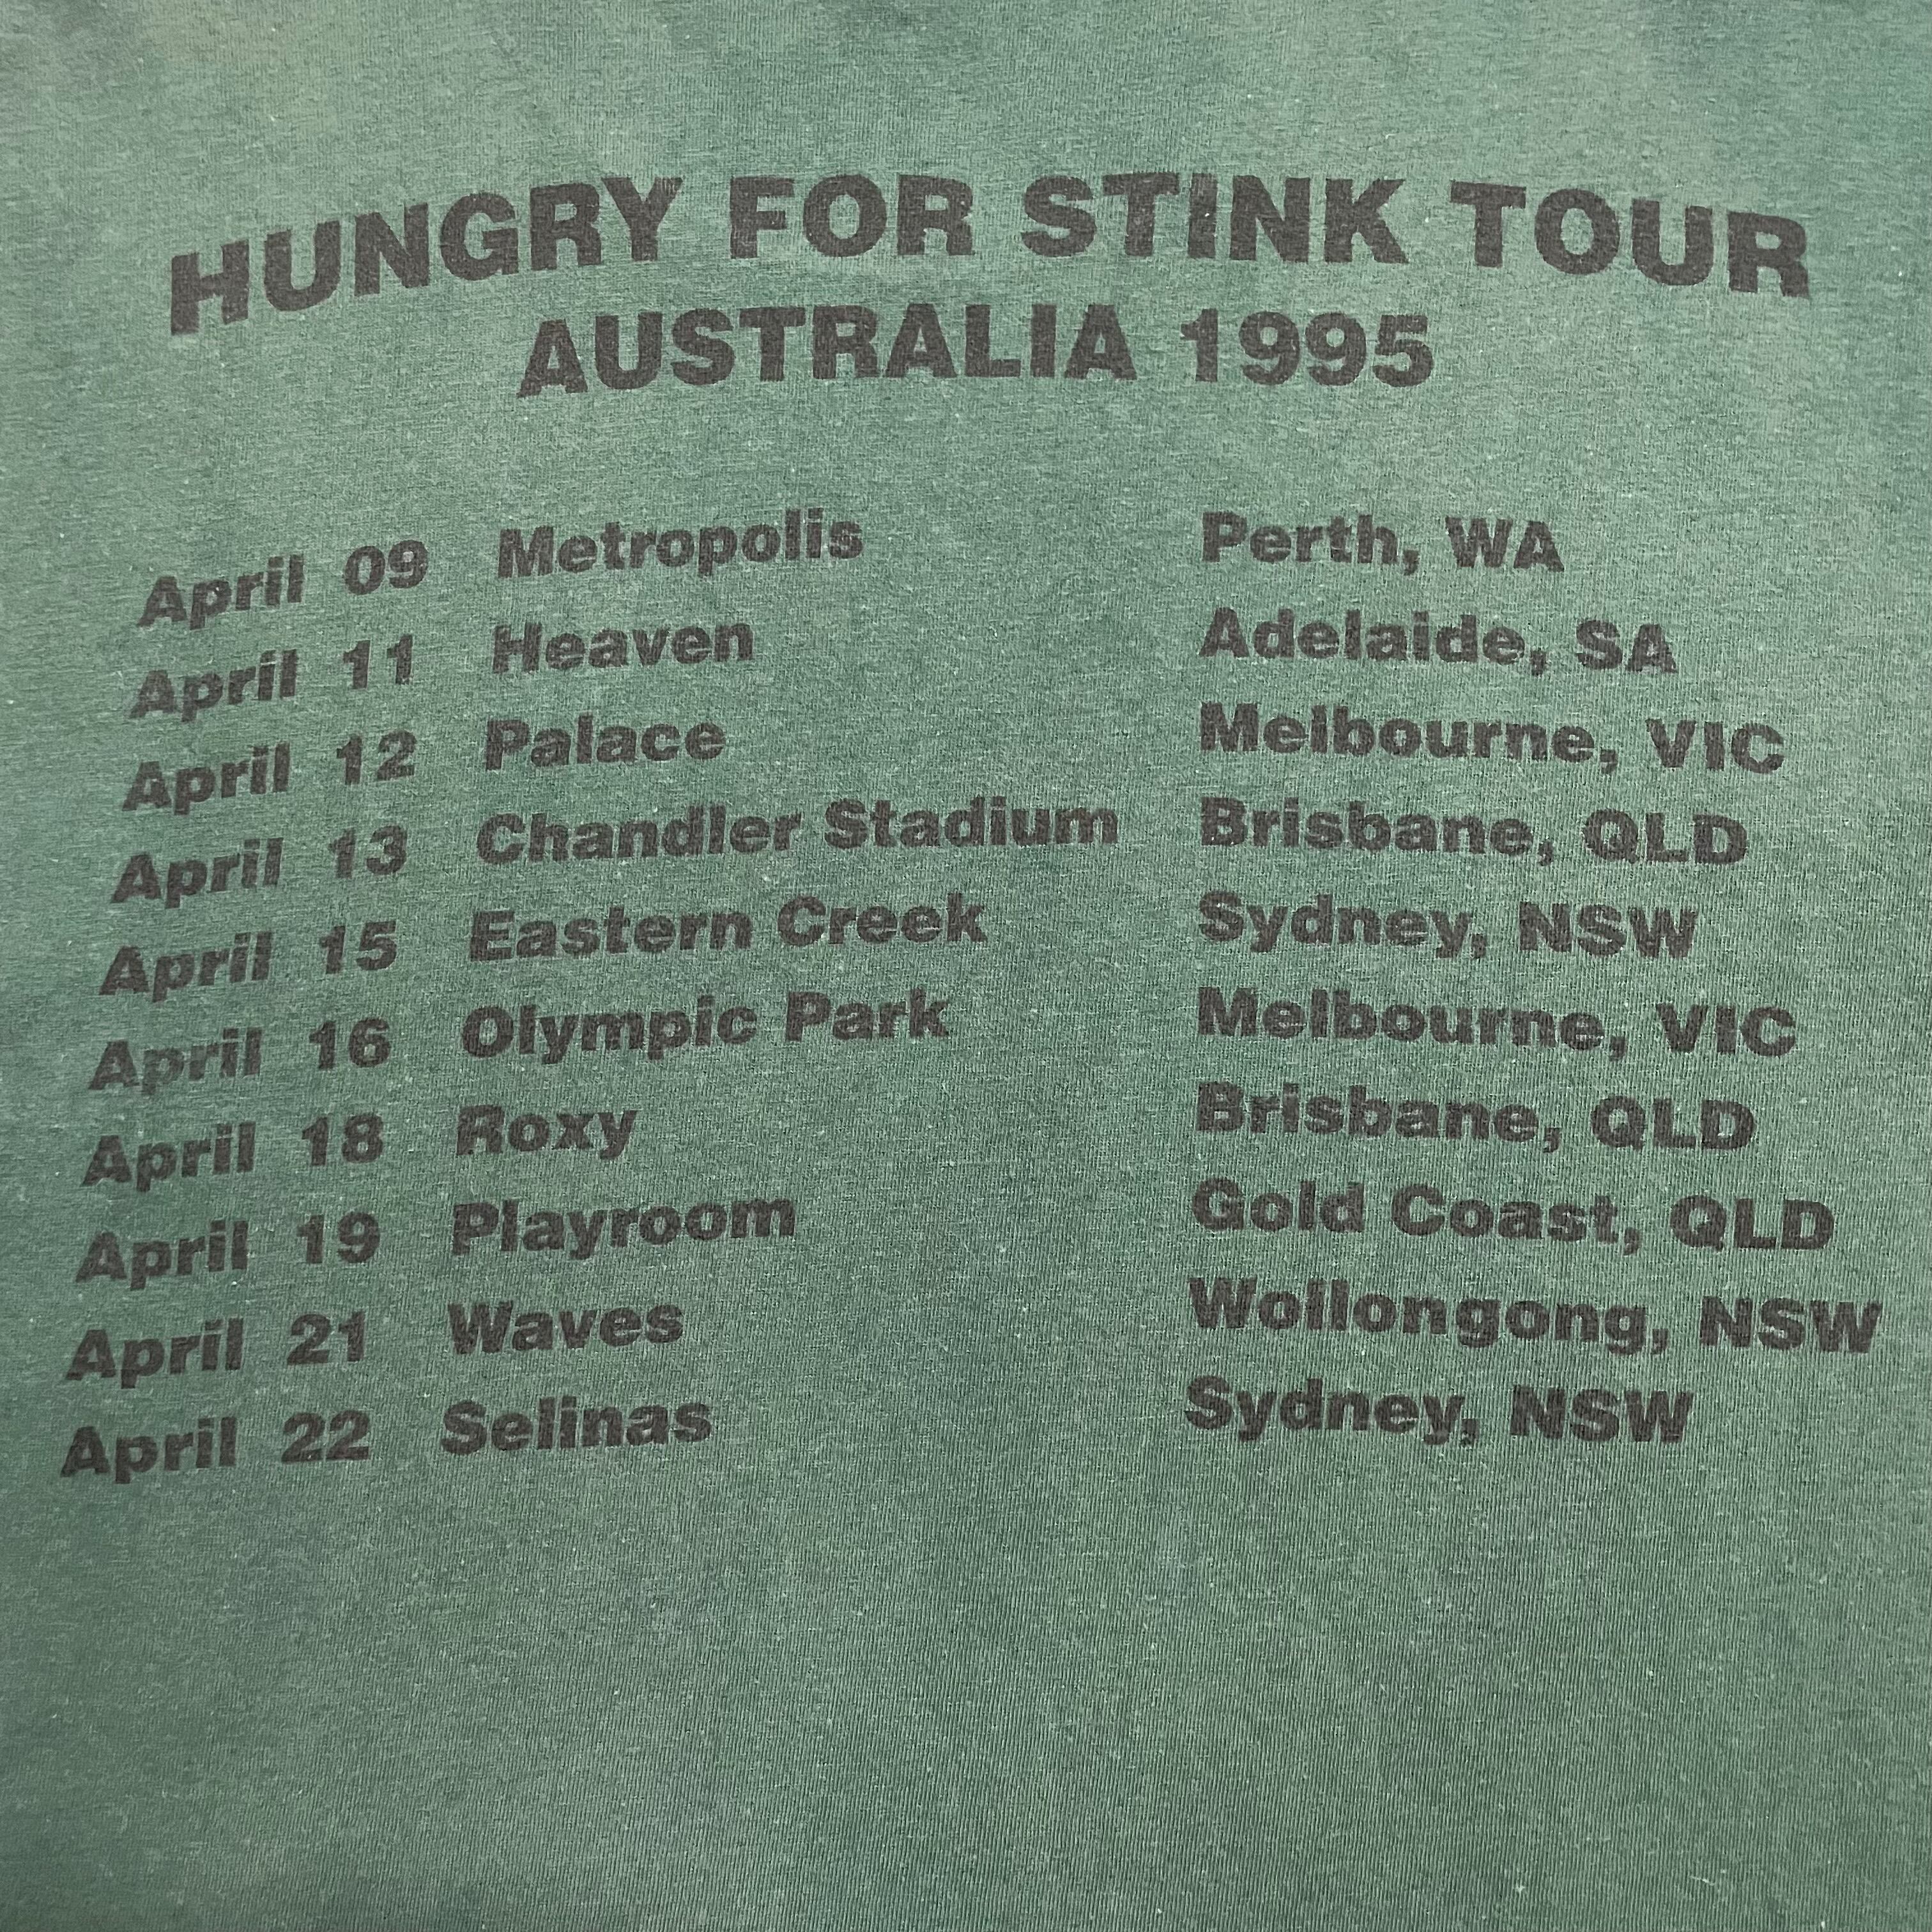 HUNGRY FOR STINK TOUR
AUSTRALIA 1995
April 09 Metropolis Perth, WA
April 11 Heaven Adelaide, SA
April 12 Palace Melbourne, VIC
April 13 Chandler Stadium Brisbane, QLD
April 15 Eastern Creek Sydney, NSW
April 16 Olympic Park Melbourne, VIC
April 18 Roxy Brisbane, QLD
April 19 Playroom Gold Coast, QLD
April 21 Waves Wollongong, NSW
April 22 Selinas Sydney, NSW